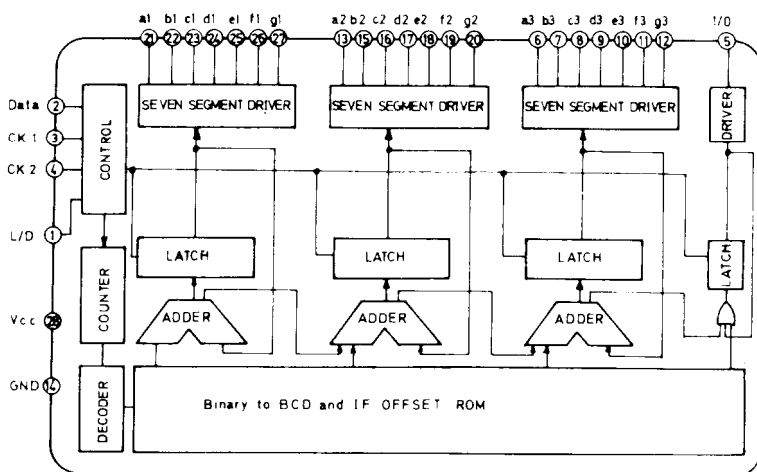 a1 b1 c1 d1 e1 f1 g1 a2 b2 c2 d2 e2 f2 g2 a3 b3 c3 d3 e3 f3 g3 I/O
21 22 23 24 25 26 27 13 15 16 17 18 19 20 6 7 8 9 10 11 12 5
SEVEN SEGMENT DRIVER SEVEN SEGMENT DRIVER SEVEN SEGMENT DRIVER DRIVER
Data 2
CK 1 3
CK 2 4
CONTROL
L/D 1
LATCH LATCH LATCH LATCH
COUNTER
Vcc 28
ADDER ADDER ADDER
GND 14
DECODER
Binary to BCD and IF OFFSET ROM